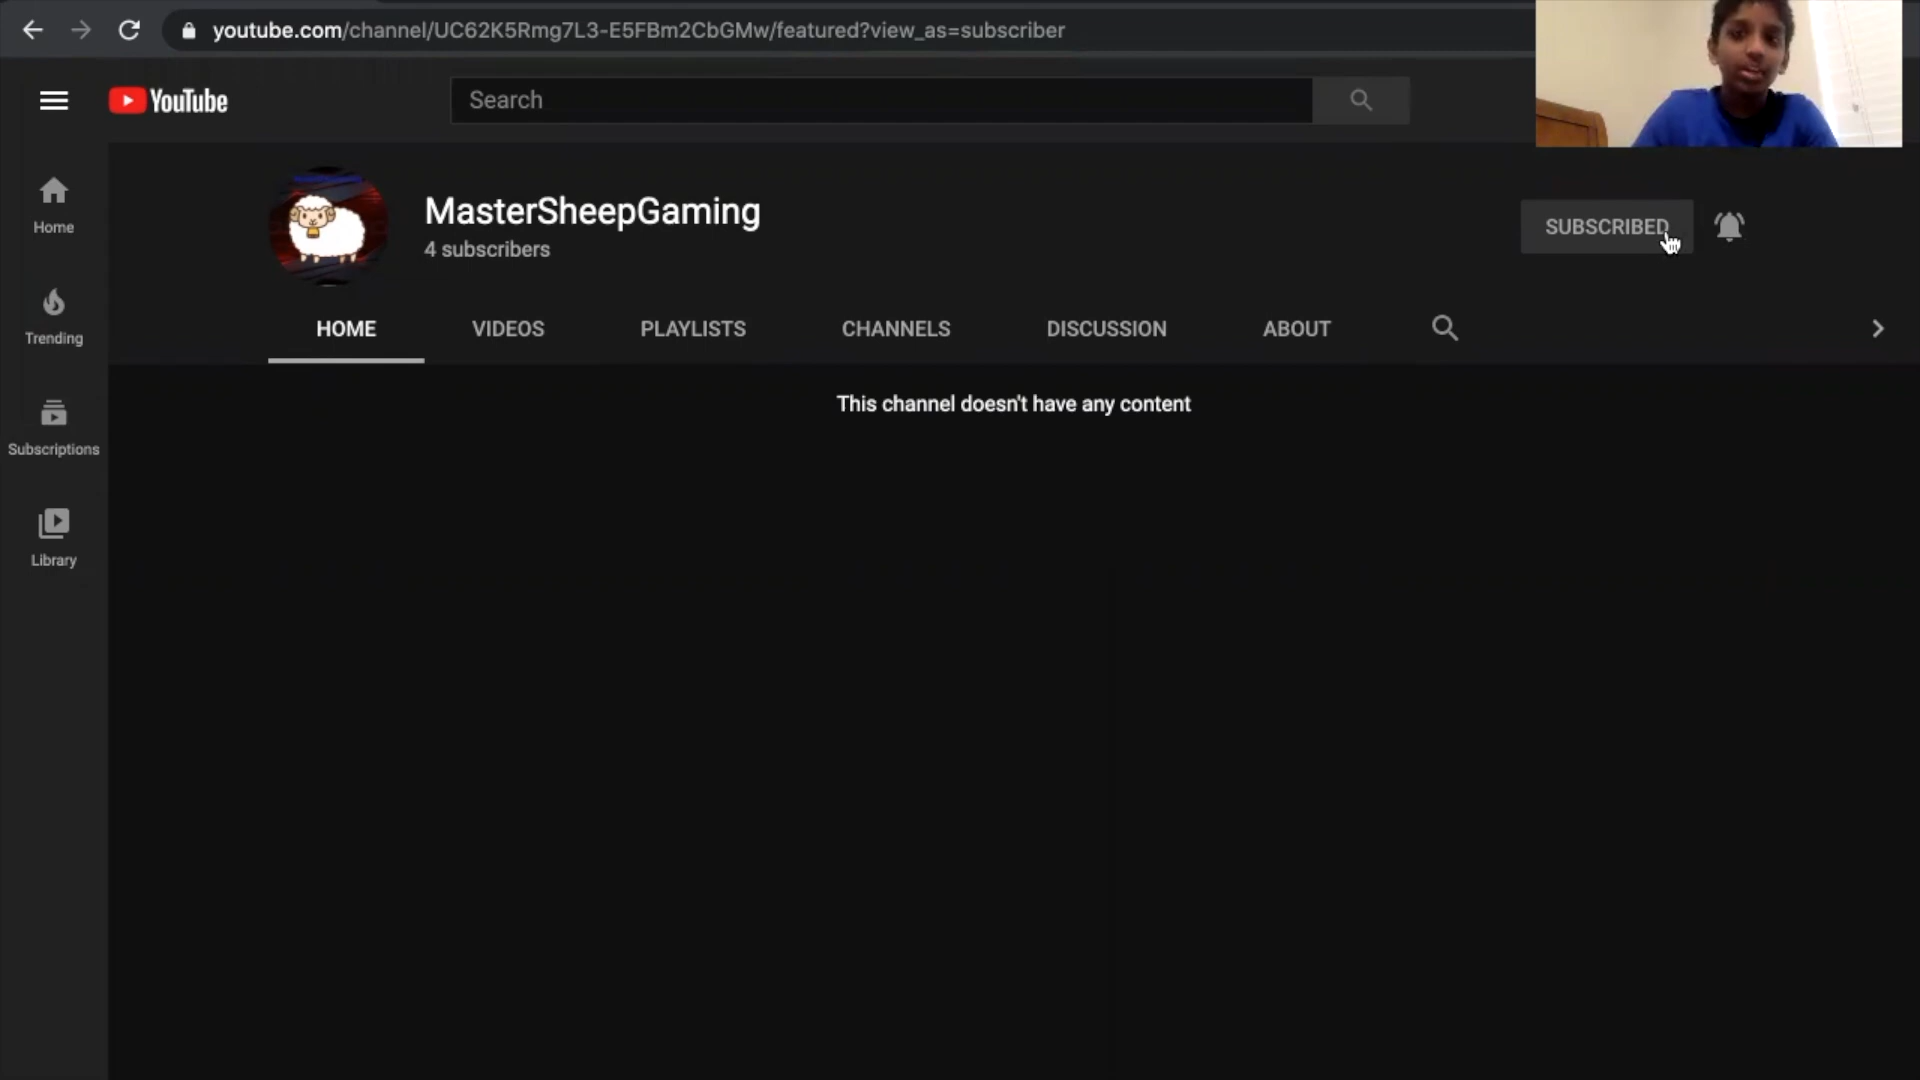 youtube.com/channel/UC62K5Rmg7L3-E5FBm2CbGMw/featured?view_as=subscriber
YouTube
Search
MasterSheepGaming
4 subscribers
SUBSCRIBED
HOME VIDEOS PLAYLISTS CHANNELS DISCUSSION ABOUT
This channel doesn't have any content
Home
Trending
Subscriptions
Library